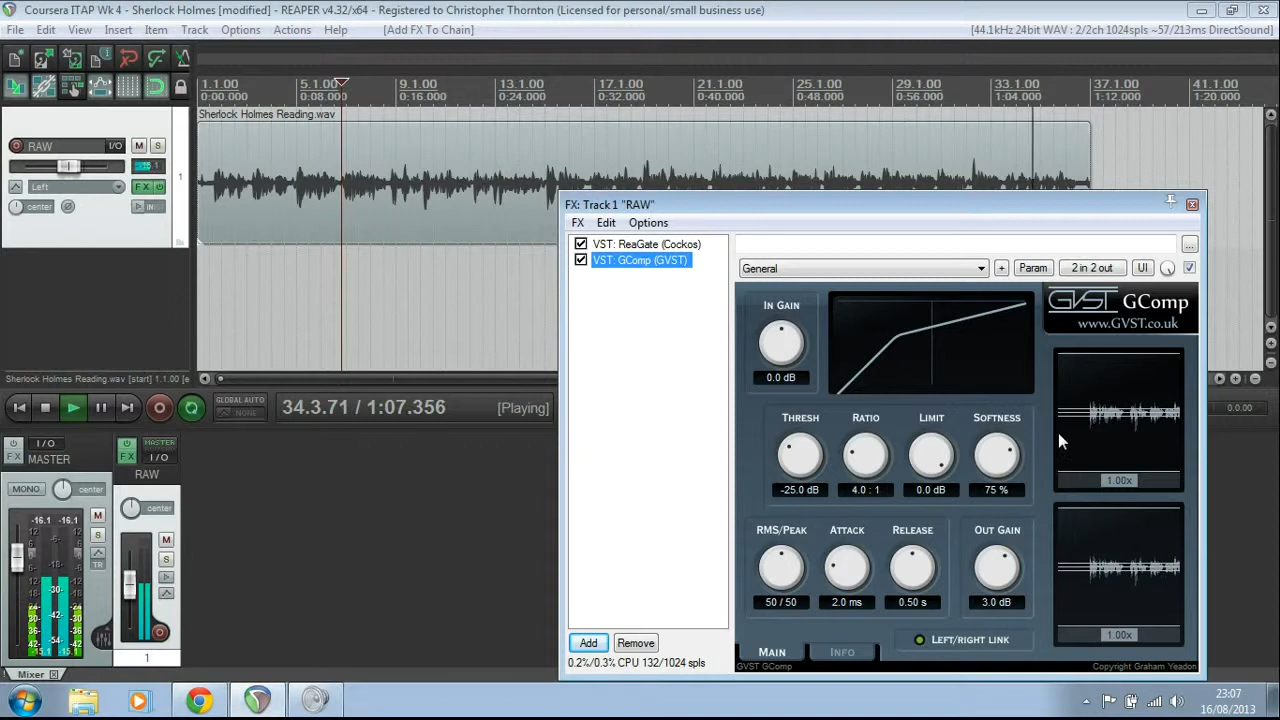 Coursera ITAP Wk 4 - Sherlock Holmes [modified] - REAPER v4.32/x64 - Registered to Christopher Thornton (Licensed for personal/small business use)
File Edit View Insert Item Track Options Actions Help [Add FX To Chain] [44.1kHz 24bit WAV : 2/2ch 1024spls ~57/213ms DirectSound]
1.1.00 5.1.00 9.1.00 13.1.00 17.1.00 21.1.00 25.1.00 29.1.00 33.1.00 37.1.00 41.1.00
0:00.000 0:08.000 0:16.000 0:24.000 0:32.000 0:40.000 0:48.000 0:56.000 1:04.000 1:12.000 1:20.000
Sherlock Holmes Reading.wav
RAW I/O M S
Left FX
center IN
1
FX: Track 1 "RAW"
FX Edit Options
VST: ReaGate (Cockos)
VST: GComp (GVST)
...
General + Param 2 in 2 out UI
GVST GComp
www.GVST.co.uk
IN GAIN
0.0 dB
THRESH RATIO LIMIT SOFTNESS
-25.0 dB 4.0 : 1 0.0 dB 75 %
1.00x
RMS/PEAK ATTACK RELEASE OUT GAIN
50 / 50 2.0 ms 0.50 s 3.0 dB
1.00x
LEFT/RIGHT LINK
MAIN INFO
GVST GComp Copyright Graham Yeadon
Add Remove
0.2%/0.3% CPU 132/1024 spls
Sherlock Holmes Reading.wav [start] 1.1.00 [e
GLOBAL AUTO
NONE
34.3.71 / 1:07.356 [Playing] 0.0.00
FX I/O
MASTER
MONO center
-16.1 -16.1
M
S
TR
FX MASTER
I/O
RAW
center
M
S
1
Mixer
23:07
16/08/2013